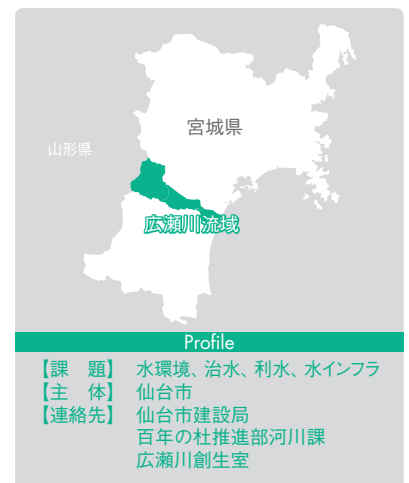 宮城県
山形県
広瀬川流域
Profile
【課　題】 水環境、治水、利水、水インフラ
【主　体】 仙台市
【連絡先】 仙台市建設局
百年の杜推進部河川課
広瀬川創生室